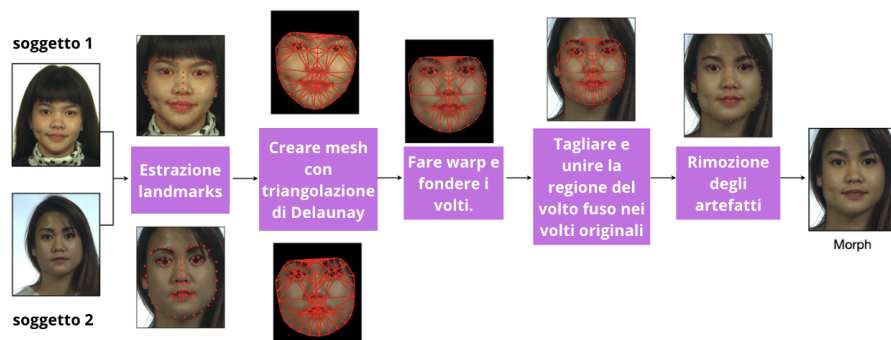 soggetto 1
Estrazione
landmarks
Creare mesh
con
triangolazione
di Delaunay
Fare warp e
fondere i
volti.
Tagliare e
unire la
regione del
volto fuso nei
volti originali
Rimozione
degli
artefatti
Morph
soggetto 2